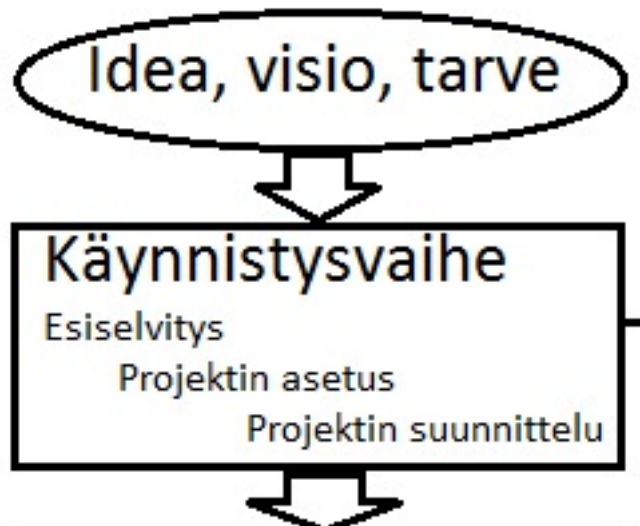 Idea, visio, tarve
Käynnistysvaihe
Esiselvitys
Projektin asetus
Projektin suunnittelu